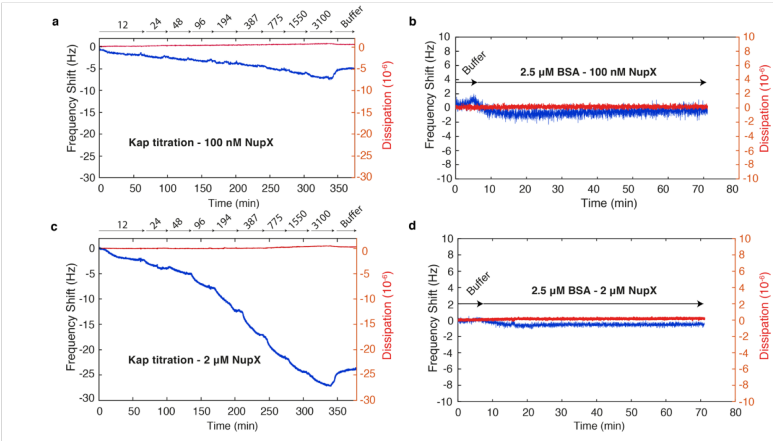 a
12 24 48 96 194 387 775 1550 3100 Buffer
Frequency Shift (Hz)
0
-5
-10
-15
-20
-25
-30
Kap titration - 100 nM NupX
0
-5
-10
-15
-20
-25
-30
Dissipation (10-6)
0 50 100 150 200 250 300 350
Time (min)
b
Frequency Shift (Hz)
10
8
6
4
2
0
-2
-4
-6
-8
-10
Buffer
2.5 µM BSA - 100 nM NupX
10
8
6
4
2
0
-2
-4
-6
-8
-10
Dissipation (10-6)
0 10 20 30 40 50 60 70 80
Time (min)
c
12 24 48 96 194 387 775 1550 3100 Buffer
Frequency Shift (Hz)
0
-5
-10
-15
-20
-25
-30
Kap titration - 2 µM NupX
0
-5
-10
-15
-20
-25
-30
Dissipation (10-6)
0 50 100 150 200 250 300 350
Time (min)
d
Frequency Shift (Hz)
10
8
6
4
2
0
-2
-4
-6
-8
-10
Buffer
2.5 µM BSA - 2 µM NupX
10
8
6
4
2
0
-2
-4
-6
-8
-10
Dissipation (10-6)
0 10 20 30 40 50 60 70 80
Time (min)